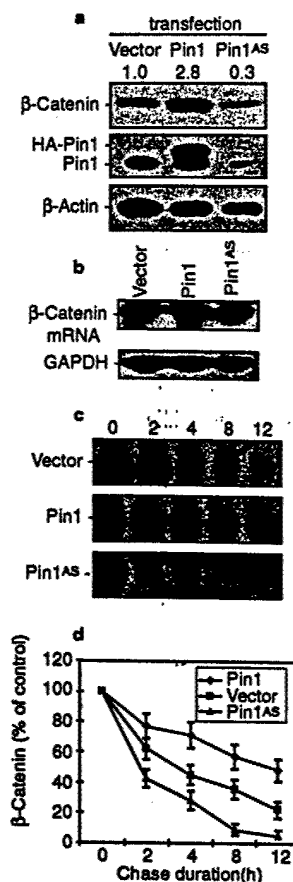 a
transfection
Vector Pin1 Pin1AS
1.0 2.8 0.3
β-Catenin
HA-Pin1
Pin1
β-Actin
b
Vector Pin1 Pin1AS
β-Catenin
mRNA
GAPDH
c
0 2 4 8 12
Vector
Pin1
Pin1AS
d
β-Catenin (% of control)
120
100
80
60
40
20
0
Pin1
Vector
Pin1AS
0 2 4 8 12
Chase duration(h)